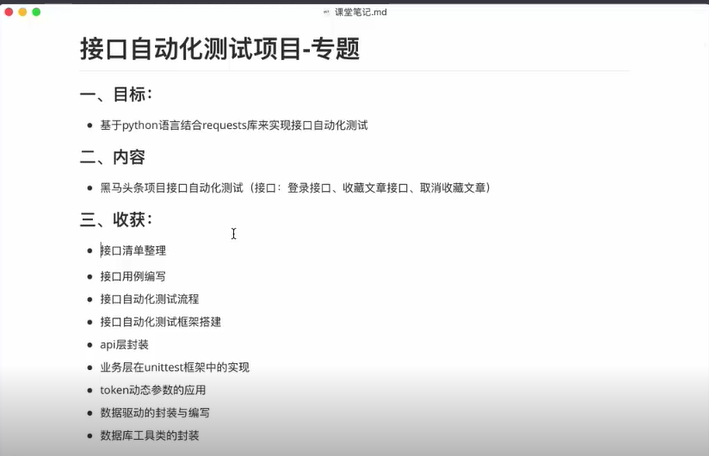 课堂笔记.md
接口自动化测试项目-专题
一、目标：
基于python语言结合requests库来实现接口自动化测试
二、内容
黑马头条项目接口自动化测试（接口：登录接口、收藏文章接口、取消收藏文章）
三、收获：
接口清单整理
接口用例编写
接口自动化测试流程
接口自动化测试框架搭建
api层封装
业务层在unittest框架中的实现
token动态参数的应用
数据驱动的封装与编写
数据库工具类的封装